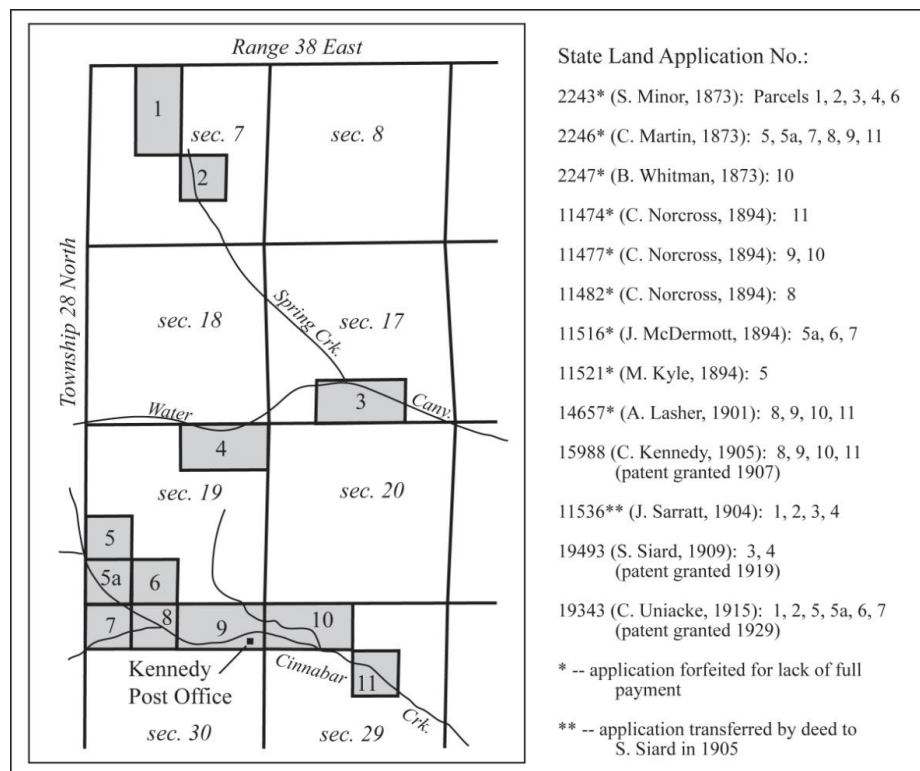 Range 38 East
Township 28 North
1
sec. 7
sec. 8
2
sec. 18
Spring Crk.
sec. 17
Water
3
Cany.
4
sec. 19
sec. 20
5
5a
6
7
8
9
10
Kennedy
Post Office
Cinnabar
11
Crk.
sec. 30
sec. 29
State Land Application No.:
2243* (S. Minor, 1873): Parcels 1, 2, 3, 4, 6
2246* (C. Martin, 1873): 5, 5a, 7, 8, 9, 11
2247* (B. Whitman, 1873): 10
11474* (C. Norcross, 1894): 11
11477* (C. Norcross, 1894): 9, 10
11482* (C. Norcross, 1894): 8
11516* (J. McDermott, 1894): 5a, 6, 7
11521* (M. Kyle, 1894): 5
14657* (A. Lasher, 1901): 8, 9, 10, 11
15988 (C. Kennedy, 1905): 8, 9, 10, 11
(patent granted 1907)
11536** (J. Sarratt, 1904): 1, 2, 3, 4
19493 (S. Siard, 1909): 3, 4
(patent granted 1919)
19343 (C. Uniacke, 1915): 1, 2, 5, 5a, 6, 7
(patent granted 1929)
* -- application forfeited for lack of full
payment
** -- application transferred by deed to
S. Siard in 1905